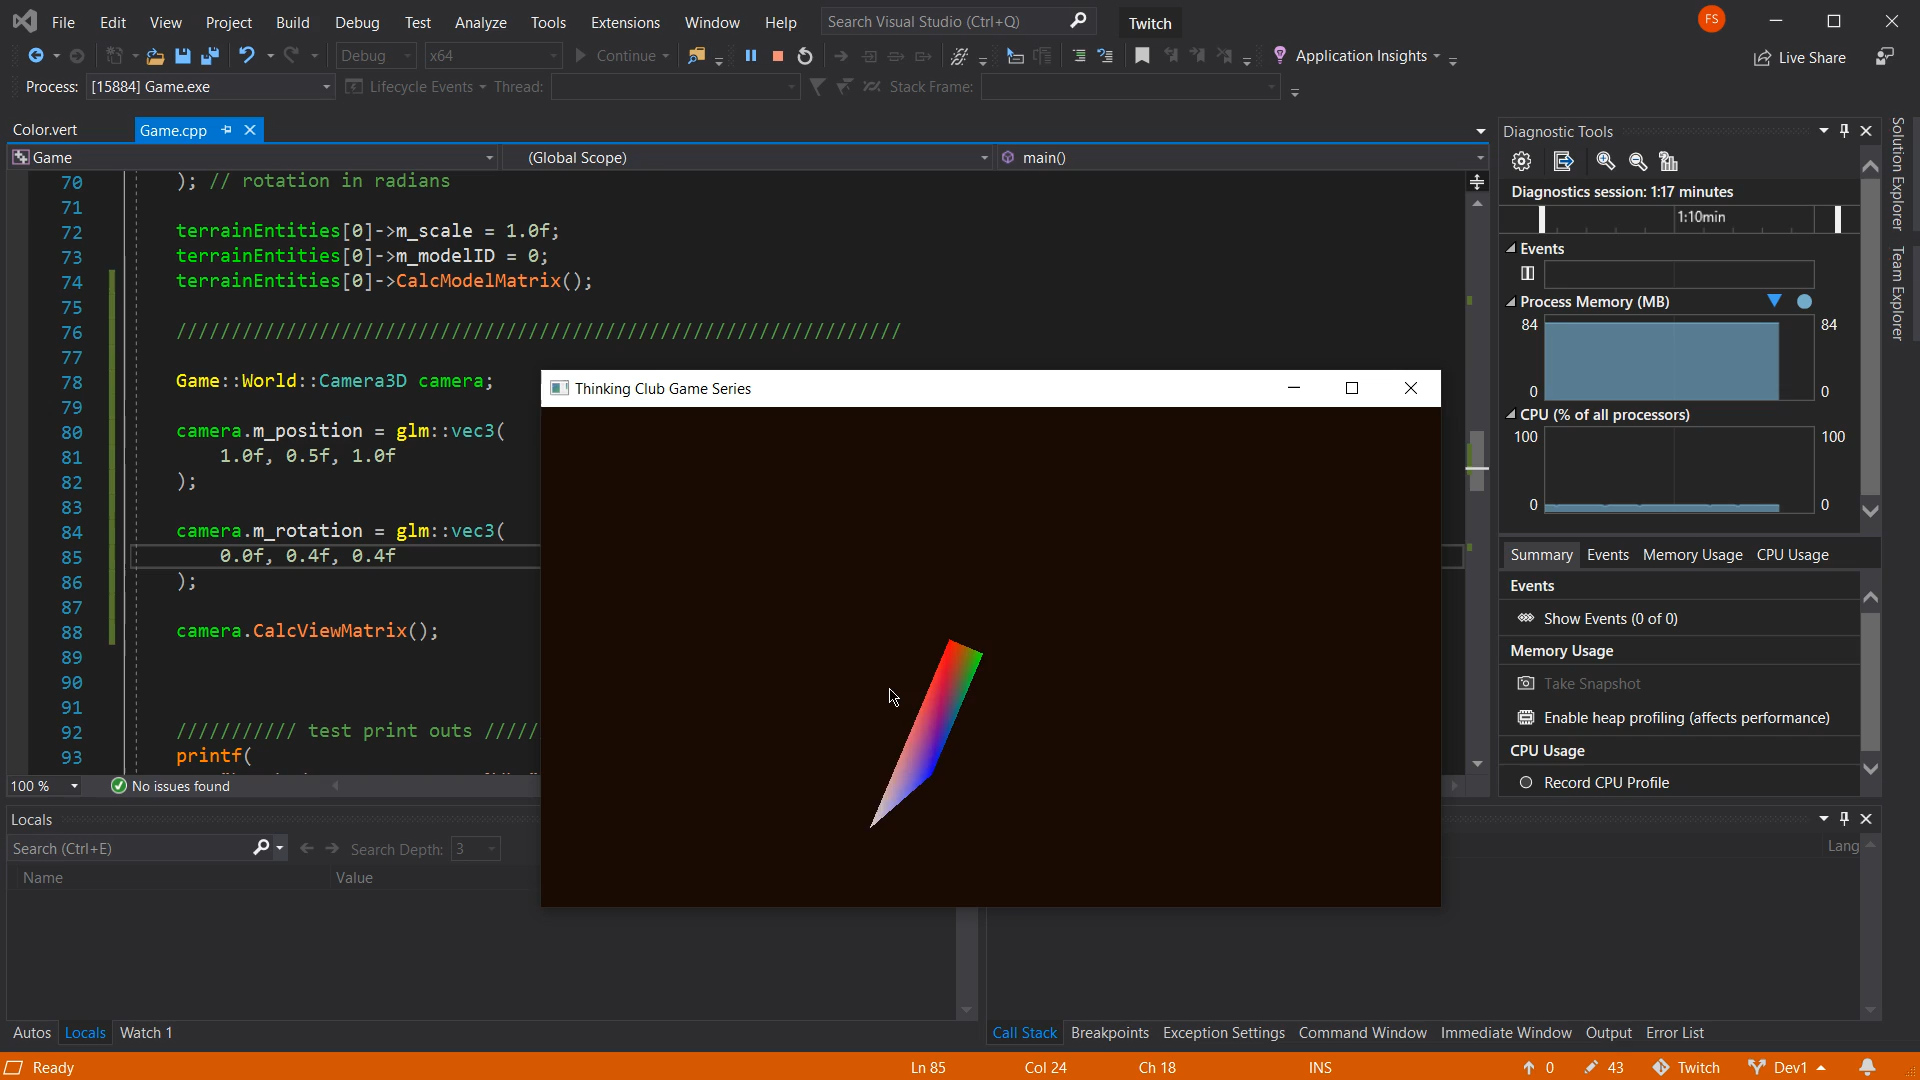 File Edit View Project Build Debug Test Analyze Tools Extensions Window Help Search Visual Studio (Ctrl+Q) Twitch FS
Debug x64 Continue Application Insights Live Share
Process: [15884] Game.exe Lifecycle Events Thread: Stack Frame:
Color.vert Game.cpp
Game (Global Scope) main()
70 ); // rotation in radians
71
72 terrainEntities[0]->m_scale = 1.0f;
73 terrainEntities[0]->m_modelID = 0;
74 terrainEntities[0]->CalcModelMatrix();
75
76 //////////////////////////////////////////////////////////////////
77
78 Game::World::Camera3D camera;
79
80 camera.m_position = glm::vec3(
81 1.0f, 0.5f, 1.0f
82 );
83
84 camera.m_rotation = glm::vec3(
85 0.0f, 0.4f, 0.4f
86 );
87
88 camera.CalcViewMatrix();
89
90
91
92 /////////// test print outs /////
93 printf(
100 % No issues found
Thinking Club Game Series
Diagnostic Tools
Diagnostics session: 1:17 minutes
1:10min
Events
Process Memory (MB)
84 84
0 0
CPU (% of all processors)
100 100
0 0
Summary Events Memory Usage CPU Usage
Events
Show Events (0 of 0)
Memory Usage
Take Snapshot
Enable heap profiling (affects performance)
CPU Usage
Record CPU Profile
Solution Explorer
Team Explorer
Locals
Search (Ctrl+E) Search Depth: 3
Name Value
Lang
Autos Locals Watch 1
Call Stack Breakpoints Exception Settings Command Window Immediate Window Output Error List
Ready Ln 85 Col 24 Ch 18 INS 0 43 Twitch Dev1